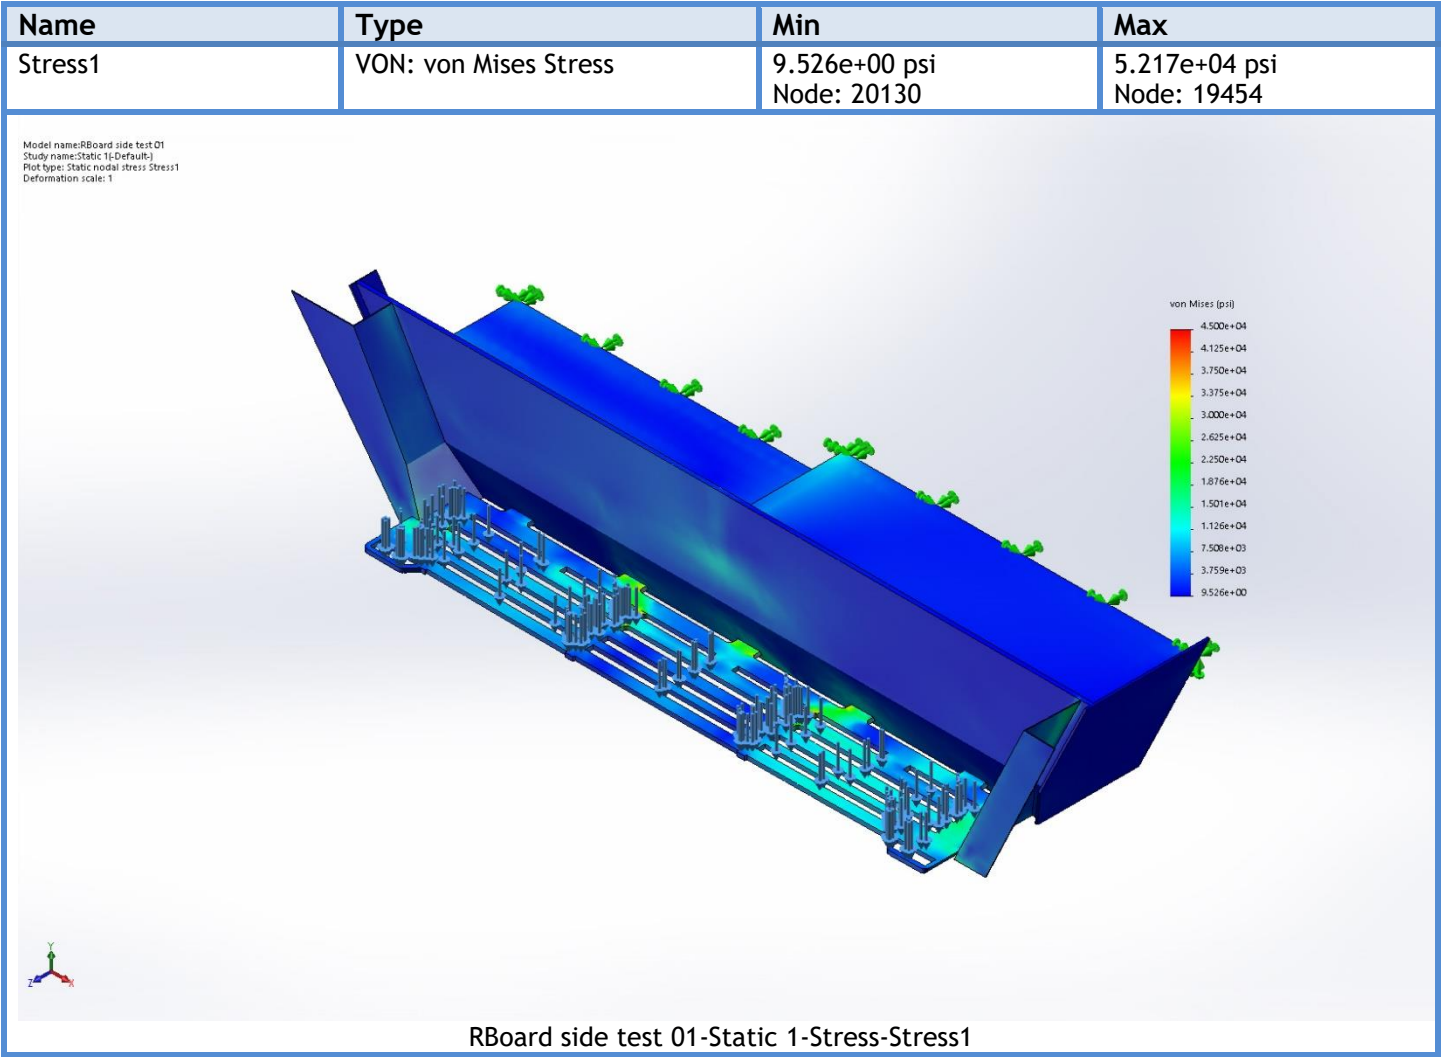 Name Type Min Max
Stress1 VON: von Mises Stress 9.526e+00 psi 5.217e+04 psi
Node: 20130 Node: 19454
Model name:RBoard side test 01
Study name:Static 1(-Default-)
Plot type: Static nodal stress Stress1
Deformation scale: 1
von Mises (psi)
4.500e+04
4.125e+04
3.750e+04
3.375e+04
3.000e+04
2.625e+04
2.250e+04
1.876e+04
1.501e+04
1.126e+04
7.508e+03
3.759e+03
9.526e+00
Y
Z X
RBoard side test 01-Static 1-Stress-Stress1